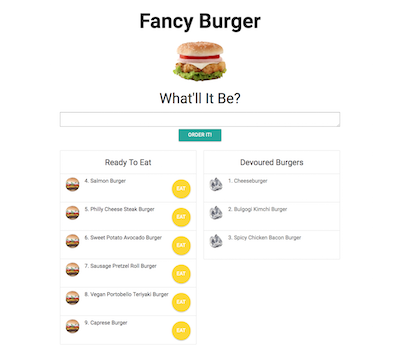 Fancy Burger
What'll It Be?
ORDER IT!
Ready To Eat
4. Salmon Burger
EAT
5. Philly Cheese Steak Burger
EAT
6. Sweet Potato Avocado Burger
EAT
7. Sausage Pretzel Roll Burger
EAT
8. Vegan Portobello Teriyaki Burger
EAT
9. Caprese Burger
EAT
Devoured Burgers
1. Cheeseburger
2. Bulgogi Kimchi Burger
3. Spicy Chicken Bacon Burger